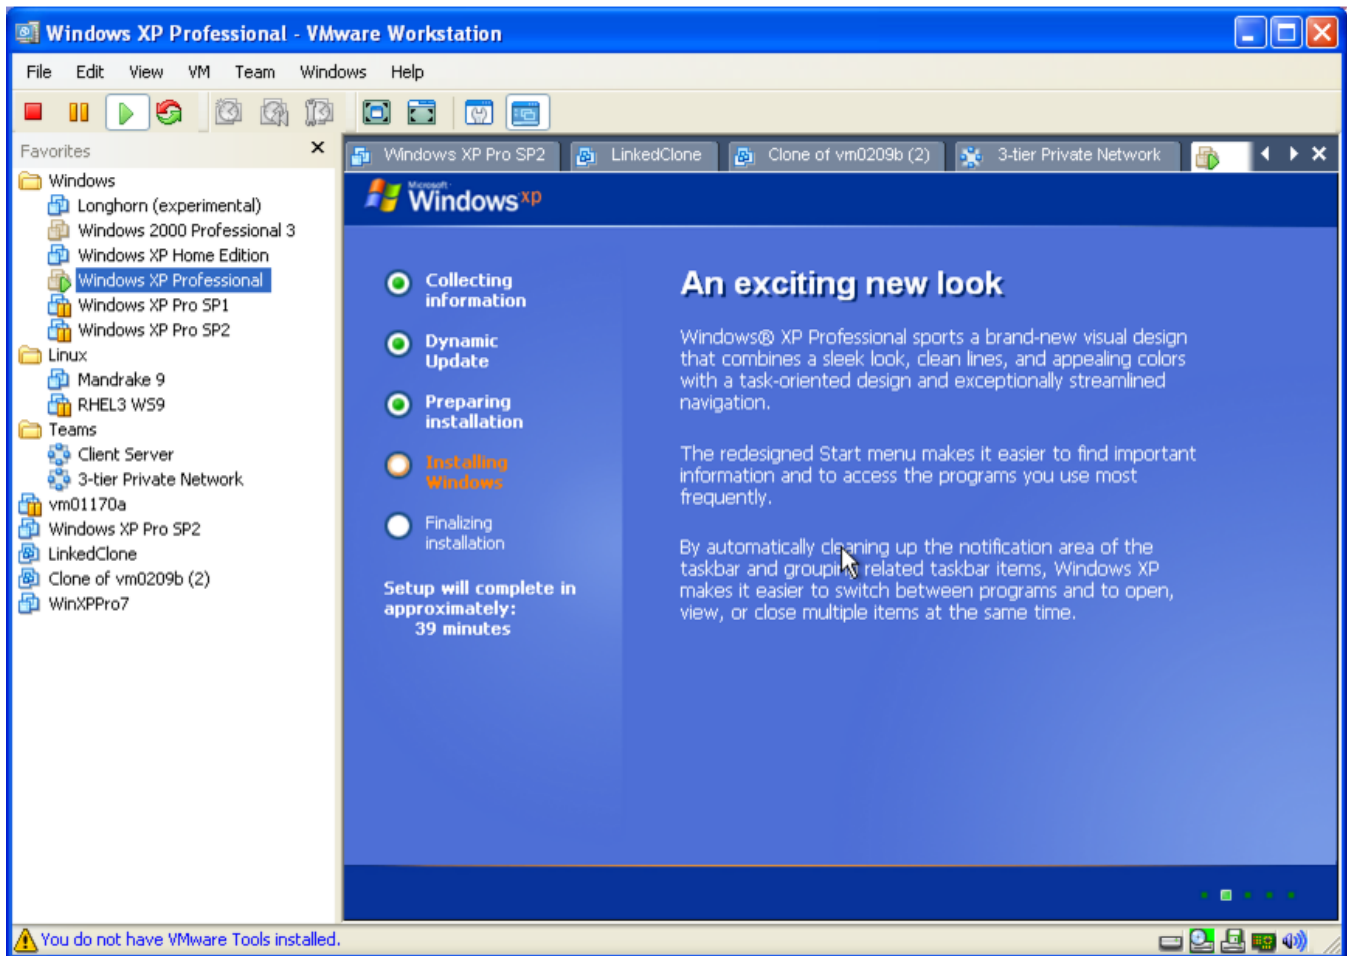 Windows XP Professional - VMware Workstation
File Edit View VM Team Windows Help
Favorites
Windows
Longhorn (experimental)
Windows 2000 Professional 3
Windows XP Home Edition
Windows XP Professional
Windows XP Pro SP1
Windows XP Pro SP2
Linux
Mandrake 9
RHEL3 WS9
Teams
Client Server
3-tier Private Network
vm01170a
Windows XP Pro SP2
LinkedClone
Clone of vm0209b (2)
WinXPPro7
Windows XP Pro SP2 LinkedClone Clone of vm0209b (2) 3-tier Private Network
Microsoft
Windows xp
Collecting
information
Dynamic
Update
Preparing
installation
Installing
Windows
Finalizing
installation
Setup will complete in
approximately:
39 minutes
An exciting new look
Windows® XP Professional sports a brand-new visual design
that combines a sleek look, clean lines, and appealing colors
with a task-oriented design and exceptionally streamlined
navigation.
The redesigned Start menu makes it easier to find important
information and to access the programs you use most
frequently.
By automatically cleaning up the notification area of the
taskbar and grouping related taskbar items, Windows XP
makes it easier to switch between programs and to open,
view, or close multiple items at the same time.
You do not have VMware Tools installed.